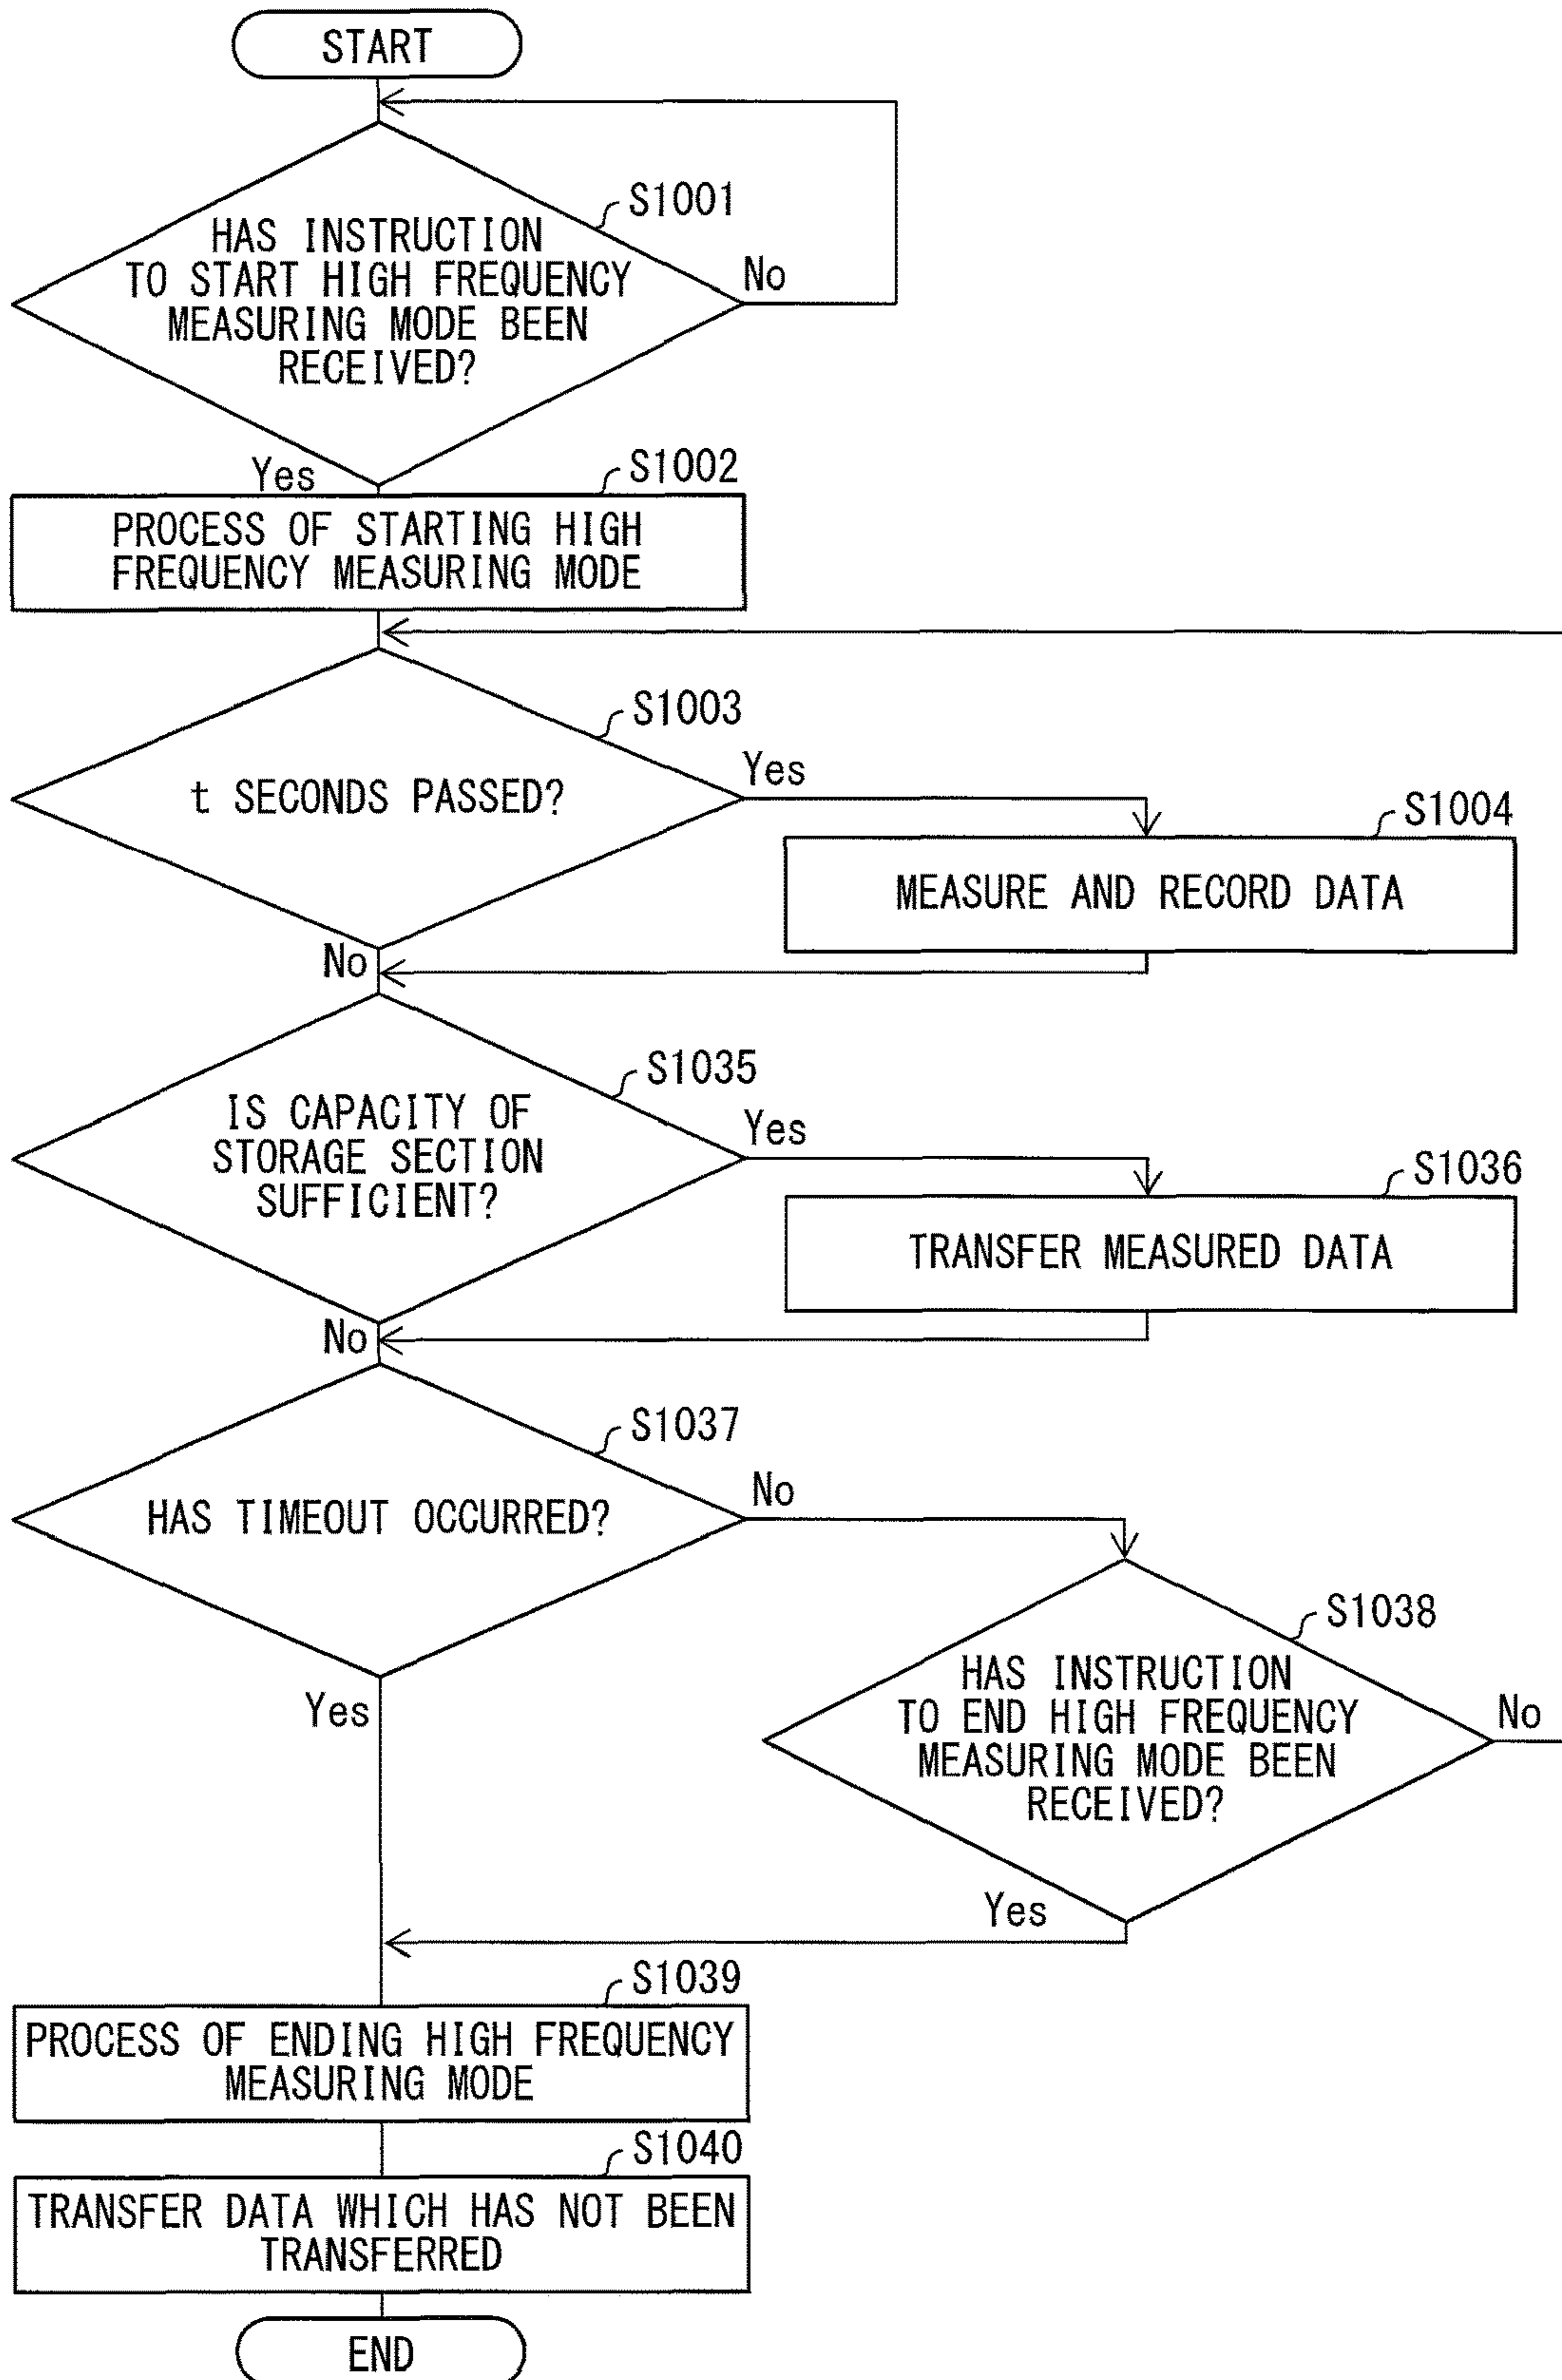 START
S1001
HAS INSTRUCTION
TO START HIGH FREQUENCY
MEASURING MODE BEEN
RECEIVED?
No
Yes
S1002
PROCESS OF STARTING HIGH
FREQUENCY MEASURING MODE
S1003
t SECONDS PASSED?
Yes
S1004
MEASURE AND RECORD DATA
No
S1035
IS CAPACITY OF
STORAGE SECTION
SUFFICIENT?
Yes
S1036
TRANSFER MEASURED DATA
No
S1037
HAS TIMEOUT OCCURRED?
No
S1038
HAS INSTRUCTION
TO END HIGH FREQUENCY
MEASURING MODE BEEN
RECEIVED?
No
Yes
Yes
S1039
PROCESS OF ENDING HIGH FREQUENCY
MEASURING MODE
S1040
TRANSFER DATA WHICH HAS NOT BEEN
TRANSFERRED
END